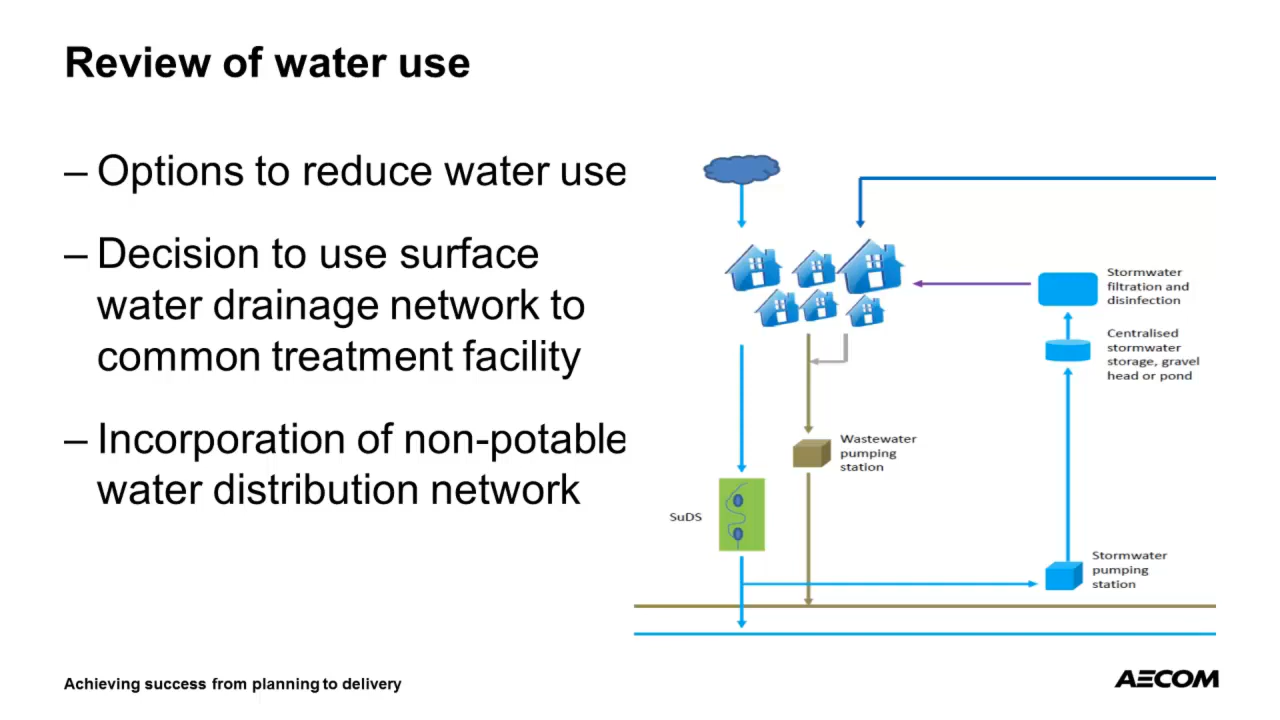 Review of water use
– Options to reduce water use
– Decision to use surface
water drainage network to
common treatment facility
– Incorporation of non-potable
water distribution network
Stormwater
filtration and
disinfection
Centralised
stormwater
storage, gravel
head or pond
Wastewater
pumping
station
SuDS
Stormwater
pumping
station
Achieving success from planning to delivery
AECOM